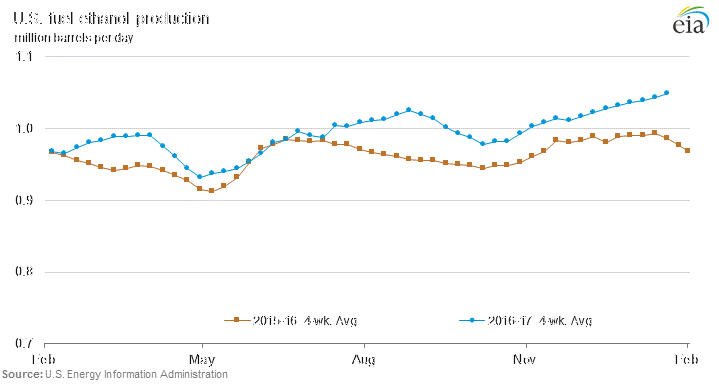 U.S. fuel ethanol production
million barrels per day
eia
1.1
1.0
0.9
0.8
0.7
2015-16 4-wk. Avg
2016-17 4-wk. Avg
Feb May Aug Nov Feb
Source: U.S. Energy Information Administration